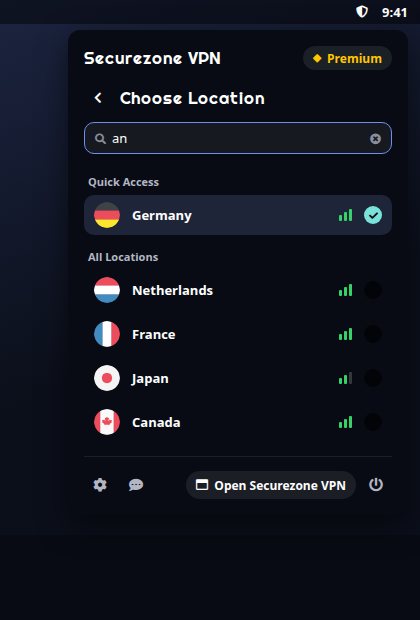 9:41
Securezone VPN
Premium
Choose Location
an
Quick Access
Germany
All Locations
Netherlands
France
Japan
Canada
Open Securezone VPN